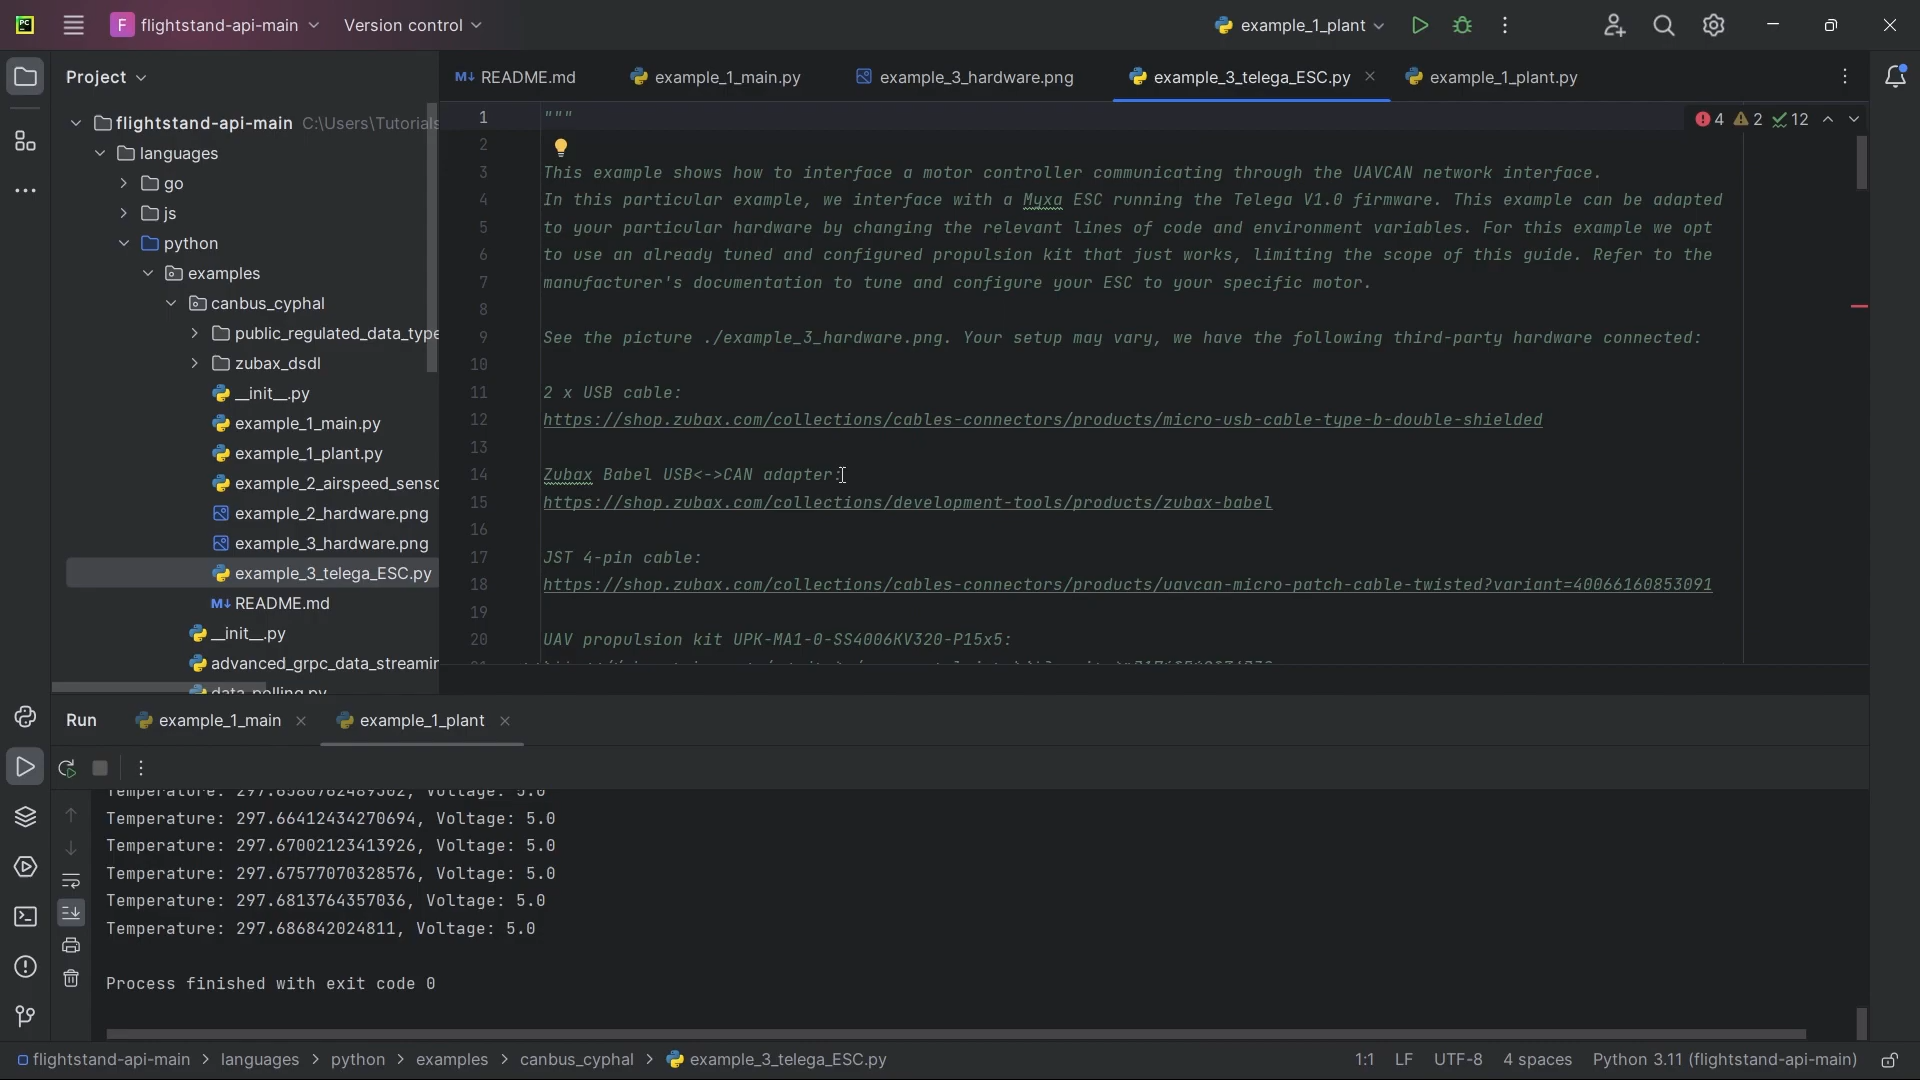 PC F flightstand-api-main Version control example_1_plant
Project
README.md example_1_main.py example_3_hardware.png example_3_telega_ESC.py example_1_plant.py
4 2 12
flightstand-api-main C:\Users\Tutorials
languages
go
js
python
examples
canbus_cyphal
public_regulated_data_type
zubax_dsdl
__init__.py
example_1_main.py
example_1_plant.py
example_2_airspeed_senso
example_2_hardware.png
example_3_hardware.png
example_3_telega_ESC.py
README.md
__init__.py
advanced_grpc_data_streamin
data_polling.py
1 """
2
3 This example shows how to interface a motor controller communicating through the UAVCAN network interface.
4 In this particular example, we interface with a Myxa ESC running the Telega V1.0 firmware. This example can be adapted
5 to your particular hardware by changing the relevant lines of code and environment variables. For this example we opt
6 to use an already tuned and configured propulsion kit that just works, limiting the scope of this guide. Refer to the
7 manufacturer's documentation to tune and configure your ESC to your specific motor.
8
9 See the picture ./example_3_hardware.png. Your setup may vary, we have the following third-party hardware connected:
10
11 2 x USB cable:
12 https://shop.zubax.com/collections/cables-connectors/products/micro-usb-cable-type-b-double-shielded
13
14 Zubax Babel USB<->CAN adapter:
15 https://shop.zubax.com/collections/development-tools/products/zubax-babel
16
17 JST 4-pin cable:
18 https://shop.zubax.com/collections/cables-connectors/products/uavcan-micro-patch-cable-twisted?variant=40066160853091
19
20 UAV propulsion kit UPK-MA1-0-SS4006KV320-P15x5:
Run example_1_main example_1_plant
Temperature: 297.6580762489302, Voltage: 5.0
Temperature: 297.66412434270694, Voltage: 5.0
Temperature: 297.67002123413926, Voltage: 5.0
Temperature: 297.67577070328576, Voltage: 5.0
Temperature: 297.6813764357036, Voltage: 5.0
Temperature: 297.686842024811, Voltage: 5.0
Process finished with exit code 0
flightstand-api-main > languages > python > examples > canbus_cyphal > example_3_telega_ESC.py 1:1 LF UTF-8 4 spaces Python 3.11 (flightstand-api-main)